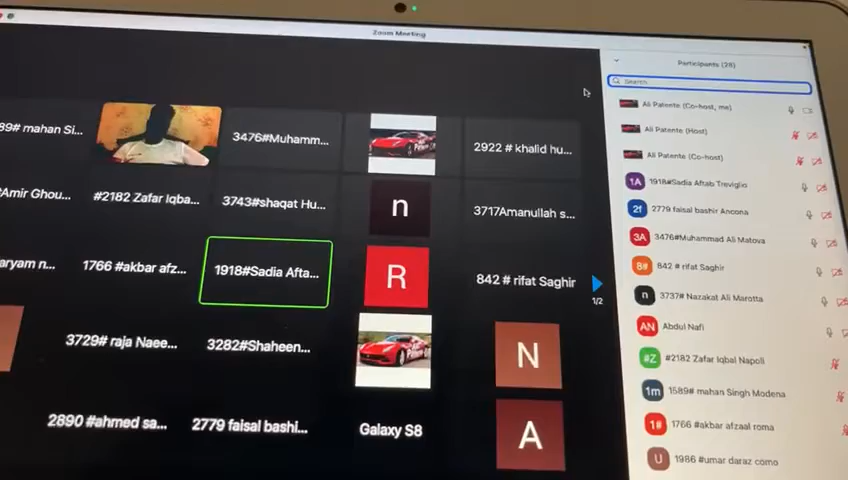 Zoom Meeting
89# mahan Si...
3476#Muhamm...
2922 # khalid hu...
Amir Ghou...
#2182 Zafar Iqba...
3743#shaqat Hu...
n
3717Amanullah s...
aryam n...
1766 #akbar afz...
1918#Sadia Afta...
R
842 # rifat Saghir
1/2
3729# raja Naee...
3282#Shaheen...
N
2890 #ahmed sa...
2779 faisal bashi...
Galaxy S8
A
Participants (28)
Search
Ali Patente (Co-host, me)
Ali Patente (Host)
Ali Patente (Co-host)
1A 1918#Sadia Aftab Treviglio
2f 2779 faisal bashir Ancona
3A 3476#Muhammad Ali Matova
8# 842 # rifat Saghir
n 3737# Nazakat Ali Marotta
AN Abdul Nafi
#Z #2182 Zafar Iqbal Napoli
1m 1589# mahan Singh Modena
1# 1766 #akbar afzaal roma
U 1986 #umar daraz como